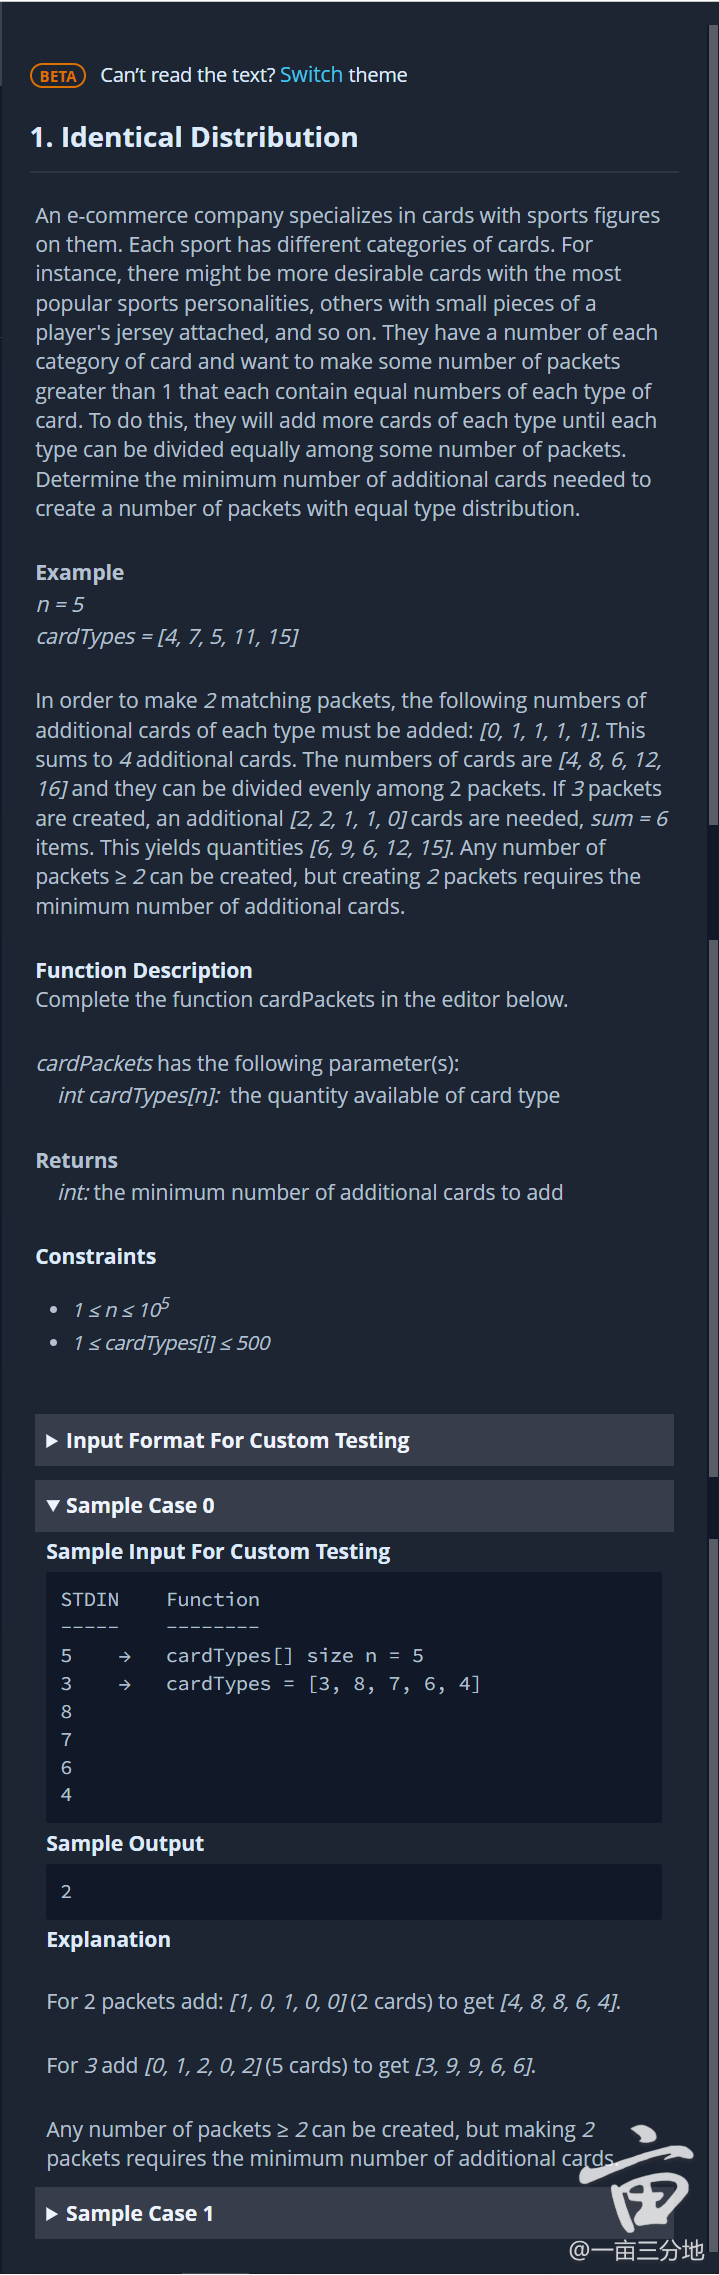 BETA Can't read the text? Switch theme
1. Identical Distribution
An e-commerce company specializes in cards with sports figures
on them. Each sport has different categories of cards. For
instance, there might be more desirable cards with the most
popular sports personalities, others with small pieces of a
player's jersey attached, and so on. They have a number of each
category of card and want to make some number of packets
greater than 1 that each contain equal numbers of each type of
card. To do this, they will add more cards of each type until each
type can be divided equally among some number of packets.
Determine the minimum number of additional cards needed to
create a number of packets with equal type distribution.
Example
n = 5
cardTypes = [4, 7, 5, 11, 15]
In order to make 2 matching packets, the following numbers of
additional cards of each type must be added: [0, 1, 1, 1, 1]. This
sums to 4 additional cards. The numbers of cards are [4, 8, 6, 12,
16] and they can be divided evenly among 2 packets. If 3 packets
are created, an additional [2, 2, 1, 1, 0] cards are needed, sum = 6
items. This yields quantities [6, 9, 6, 12, 15]. Any number of
packets ≥ 2 can be created, but creating 2 packets requires the
minimum number of additional cards.
Function Description
Complete the function cardPackets in the editor below.
cardPackets has the following parameter(s):
int cardTypes[n]: the quantity available of card type
Returns
int: the minimum number of additional cards to add
Constraints
• 1 ≤ n ≤ 10⁵
• 1 ≤ cardTypes[i] ≤ 500
▶ Input Format For Custom Testing
▼ Sample Case 0
Sample Input For Custom Testing
STDIN Function
----- --------
5 → cardTypes[] size n = 5
3 → cardTypes = [3, 8, 7, 6, 4]
8
7
6
4
Sample Output
2
Explanation
For 2 packets add: [1, 0, 1, 0, 0] (2 cards) to get [4, 8, 8, 6, 4].
For 3 add [0, 1, 2, 0, 2] (5 cards) to get [3, 9, 9, 6, 6].
Any number of packets ≥ 2 can be created, but making 2
packets requires the minimum number of additional cards.
▶ Sample Case 1
亩
@一亩三分地